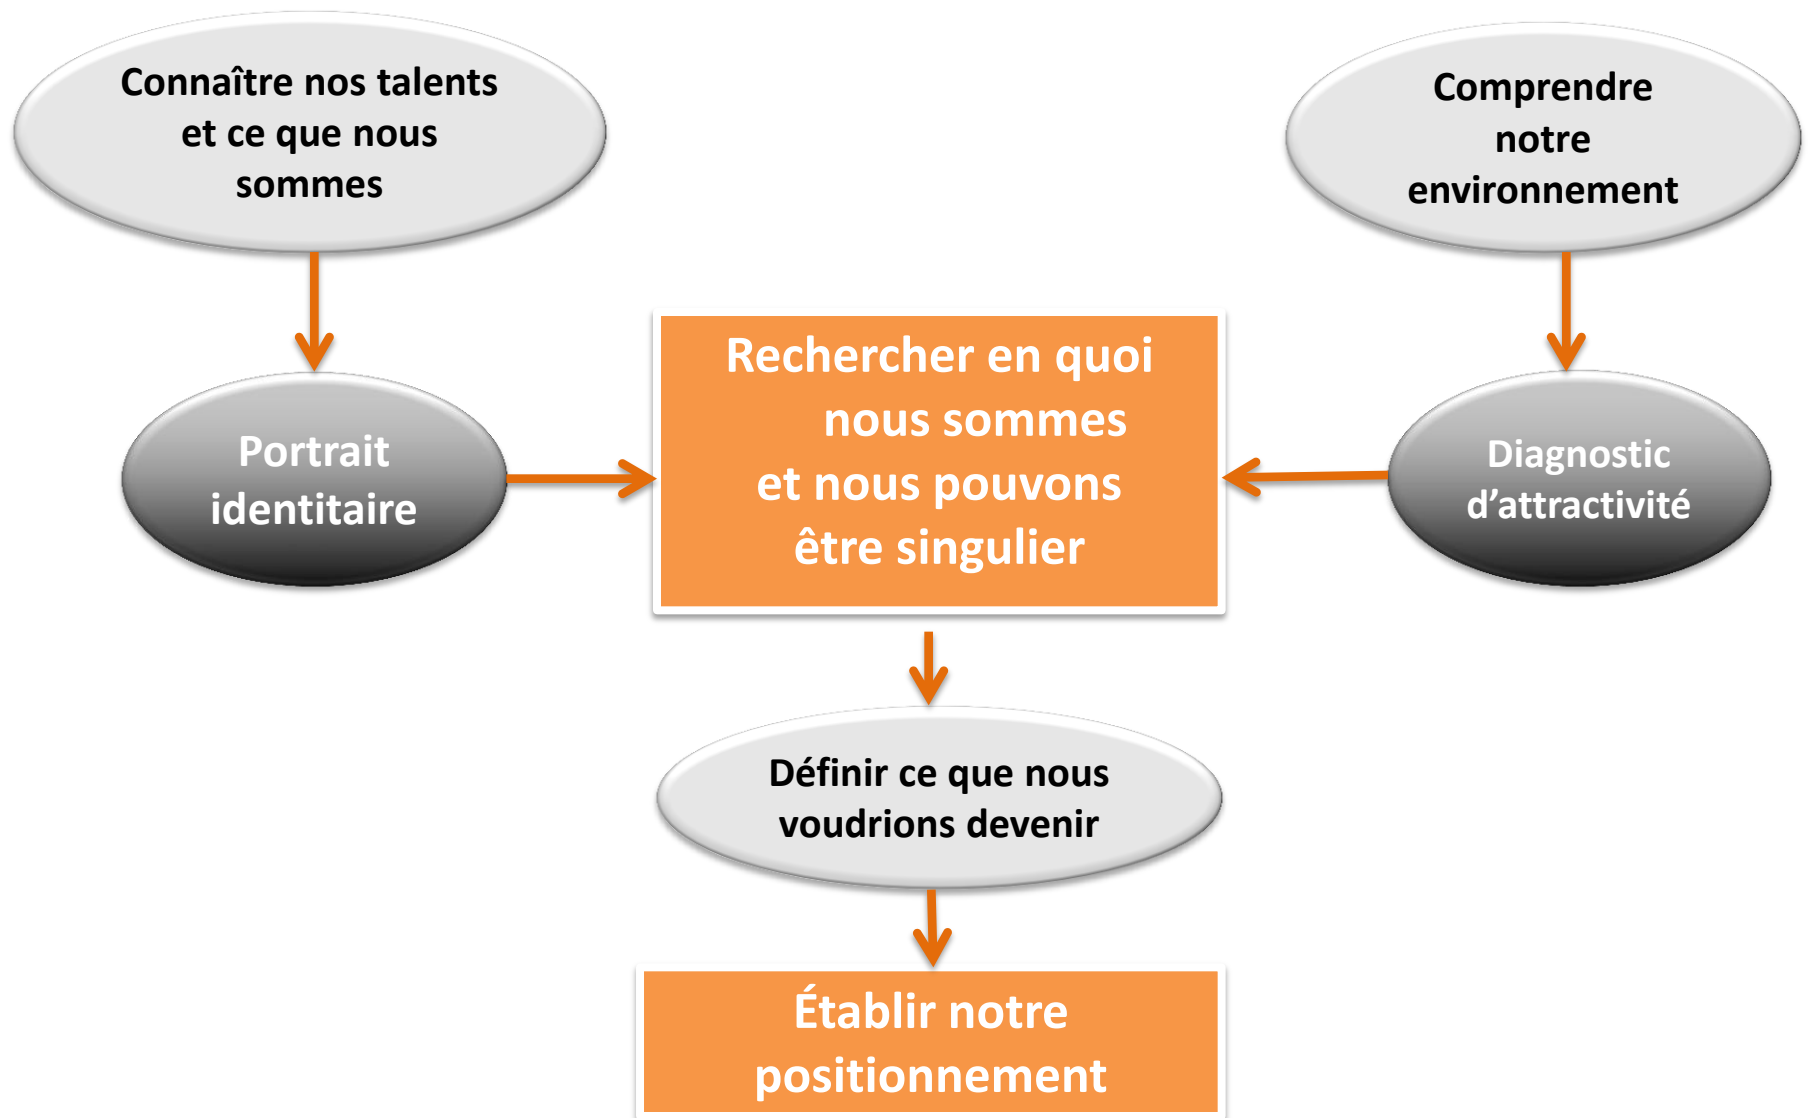 Connaître nos talents
et ce que nous
sommes
Comprendre
notre
environnement
Portrait
identitaire
Rechercher en quoi
nous sommes
et nous pouvons
être singulier
Diagnostic
d’attractivité
Définir ce que nous
voudrions devenir
Établir notre
positionnement